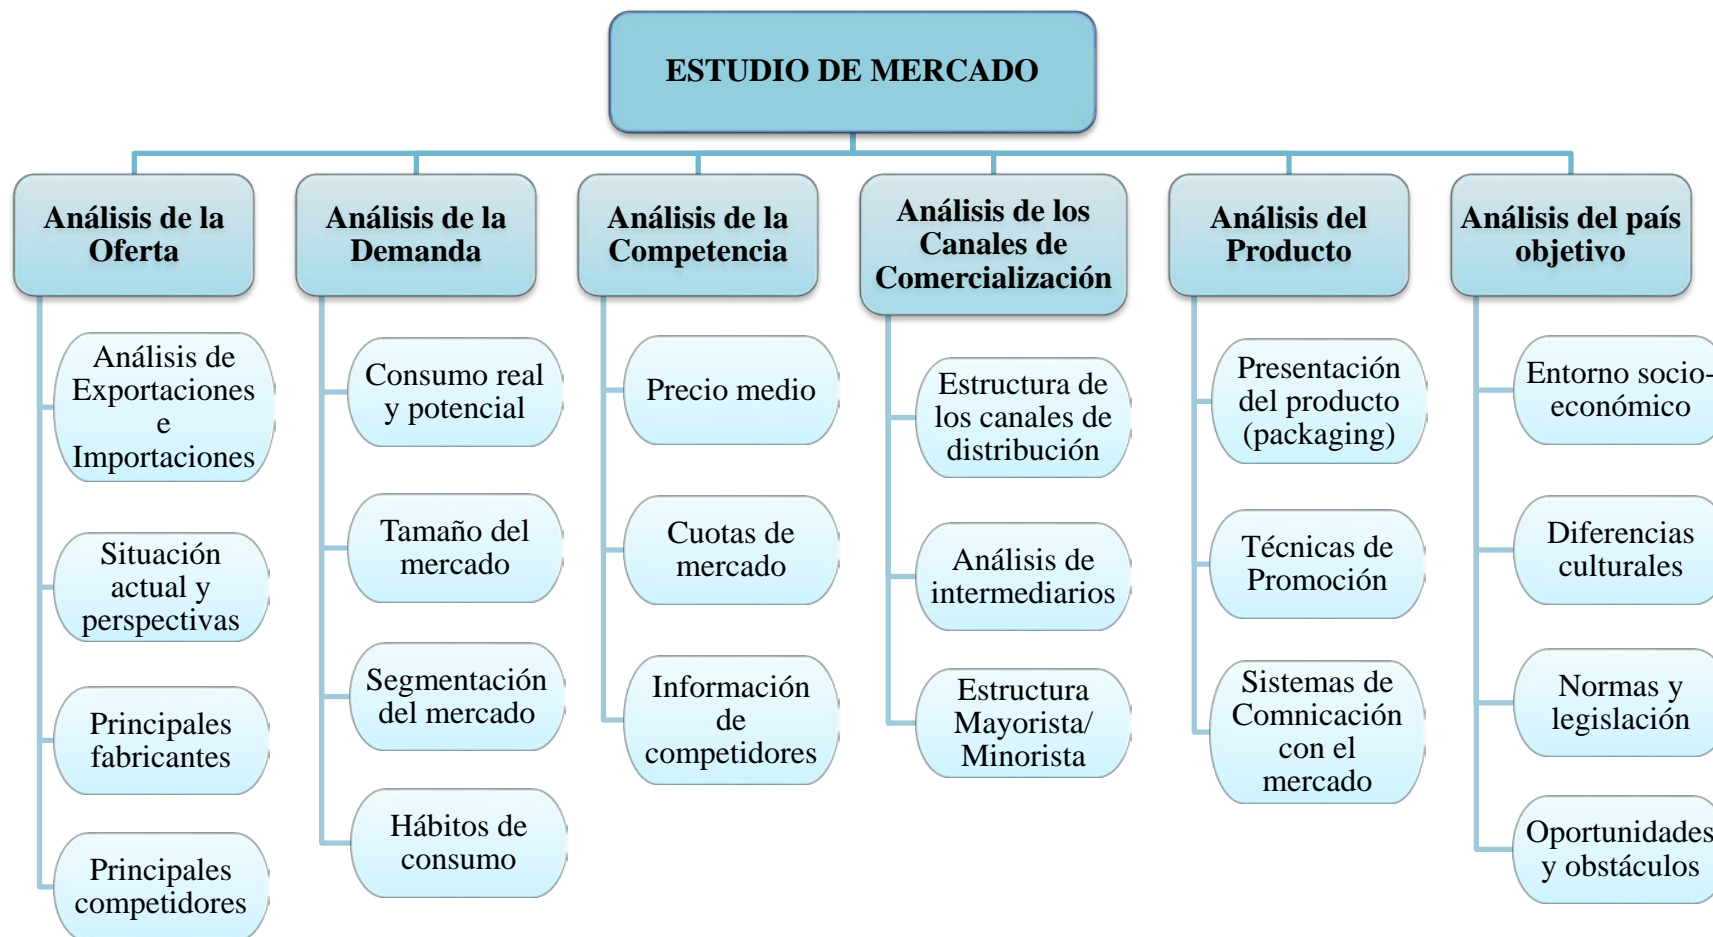 ESTUDIO DE MERCADO
Análisis de la
Oferta
Análisis de
Exportaciones
e
Importaciones
Situación
actual y
perspectivas
Principales
fabricantes
Principales
competidores
Análisis de la
Demanda
Consumo real
y potencial
Tamaño del
mercado
Segmentación
del mercado
Hábitos de
consumo
Análisis de la
Competencia
Precio medio
Cuotas de
mercado
Información
de
competidores
Análisis de los
Canales de
Comercialización
Estructura de
los canales de
distribución
Análisis de
intermediarios
Estructura
Mayorista/
Minorista
Análisis del
Producto
Presentación
del producto
(packaging)
Técnicas de
Promoción
Sistemas de
Comnicación
con el
mercado
Análisis del país
objetivo
Entorno socio-
económico
Diferencias
culturales
Normas y
legislación
Oportunidades
y obstáculos